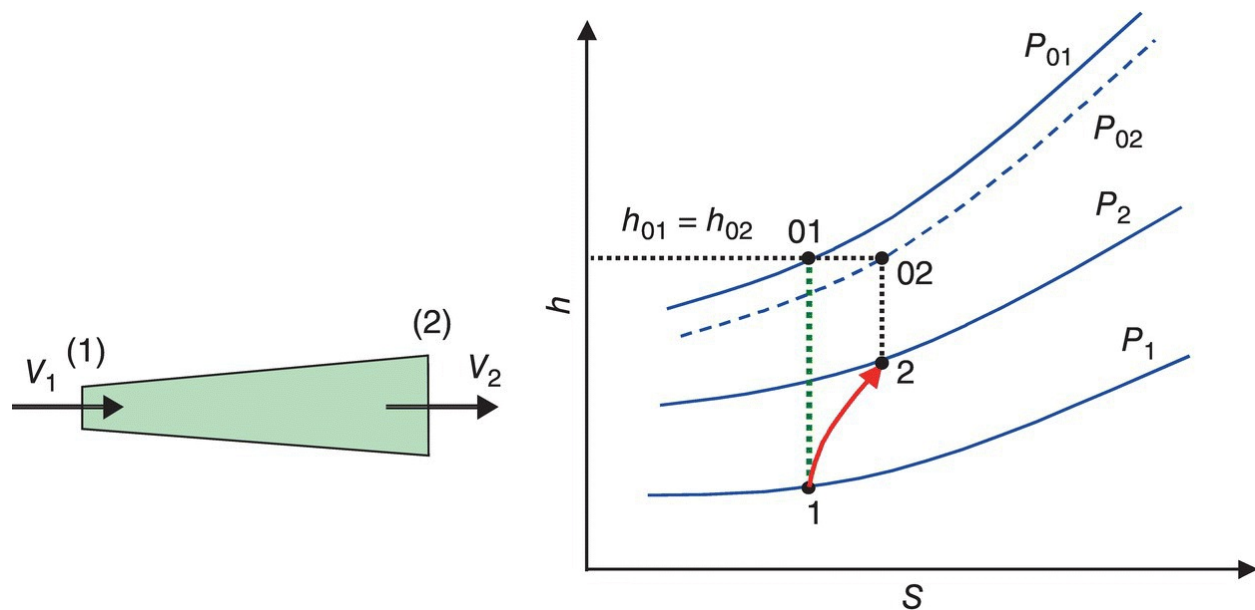 (1)
V₁
(2)
V₂
h
S
h₀₁ = h₀₂
01
02
1
2
P₀₁
P₀₂
P₂
P₁